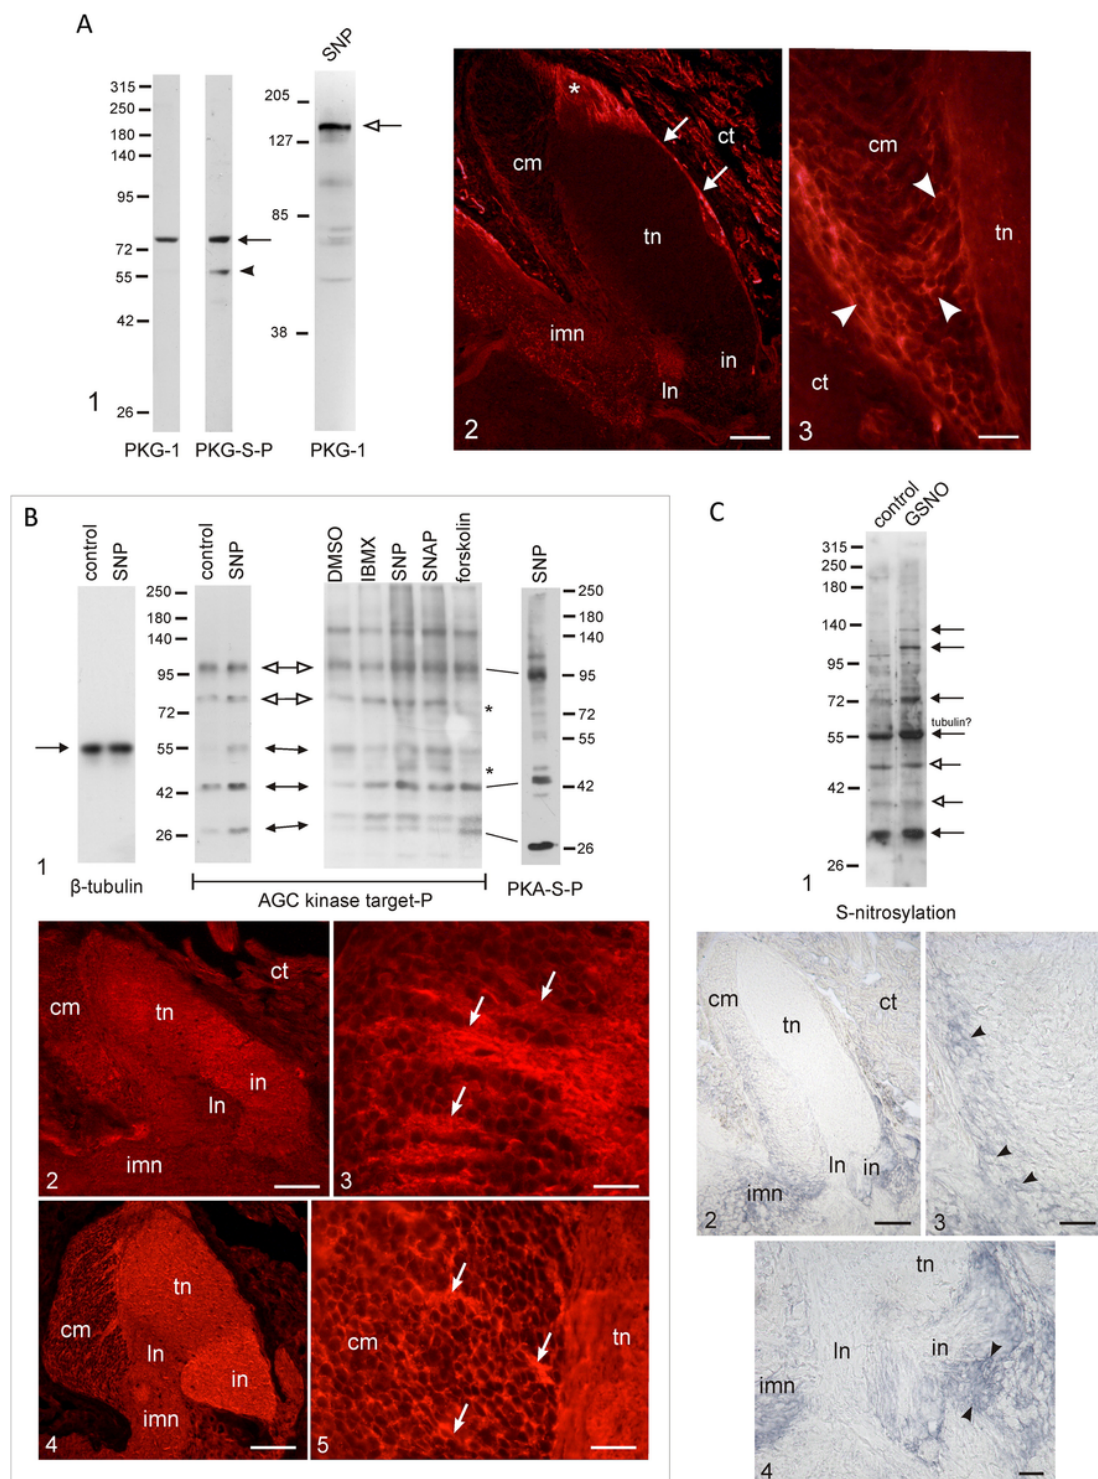 A
SNP
315
250
180
140
95
72
55
42
26
205
127
85
38
1
PKG-1 PKG-S-P PKG-1
*
cm
ct
tn
imn
in
ln
2
cm
tn
ct
3
B
control
SNP
control
SNP
DMSO
IBMX
SNP
SNAP
forskolin
SNP
250
180
140
95
72
55
42
26
250
180
140
95
72
55
42
26
*
*
1
β-tubulin
AGC kinase target-P
PKA-S-P
ct
cm
tn
in
ln
imn
2
3
tn
cm
ln
in
imn
4
cm
tn
5
C
control
GSNO
315
250
180
140
95
72
55
42
26
tubulin?
1
S-nitrosylation
cm
tn
ct
ln
in
imn
2
3
tn
ln
in
imn
4